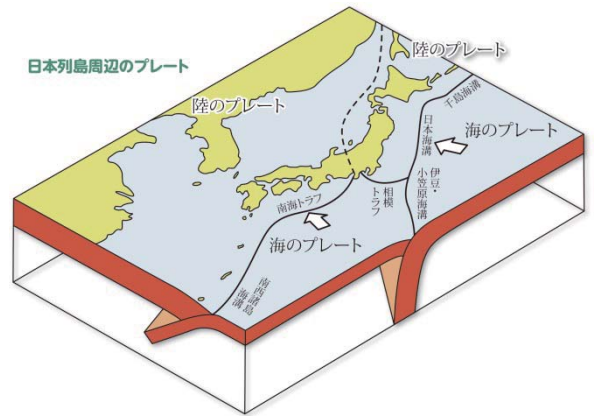 日本列島周辺のプレート
陸のプレート
陸のプレート
千島海溝
日本海溝
海のプレート
伊豆・
小笠原海溝
相模
トラフ
南海トラフ
海のプレート
南西諸島
海溝